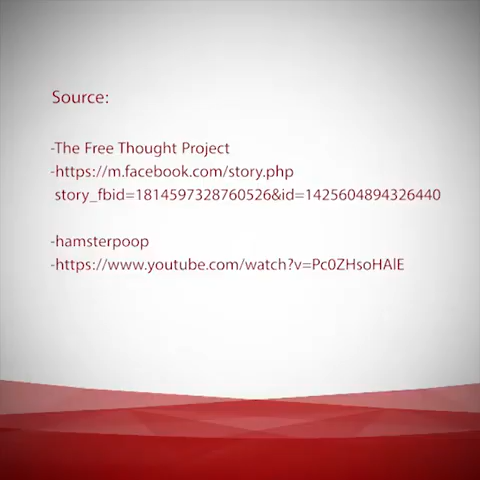 Source:
-The Free Thought Project
-https://m.facebook.com/story.php
story_fbid=1814597328760526&id=1425604894326440
-hamsterpoop
-https://www.youtube.com/watch?v=Pc0ZHsoHAlE